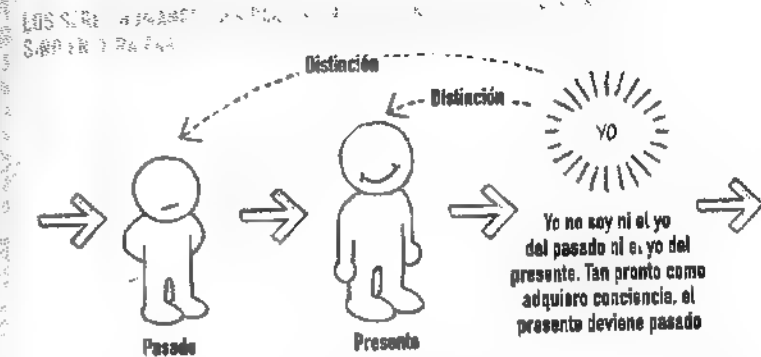 LOS
Distinción
Distinción
YO
Yo no soy ni el yo
del pasado ni el yo del
presente. Tan pronto como
adquiero conciencia, el
presente deviene pasado
Pasado
Presente